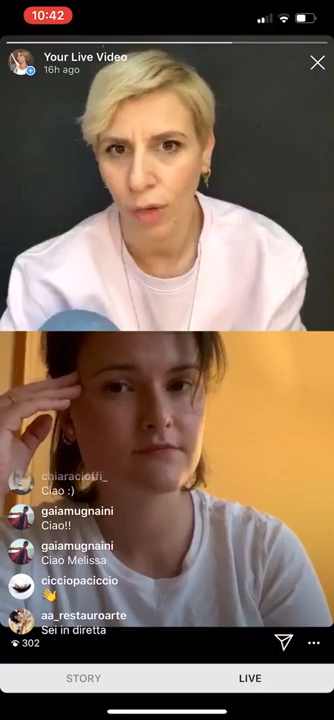 10:42
Your Live Video
16h ago
chiaracioffi_
Ciao :)
gaiamugnaini
Ciao!!
gaiamugnaini
Ciao Melissa
cicciopaciccio
👋
aa_restauroarte
Sei in diretta
302
STORY
LIVE